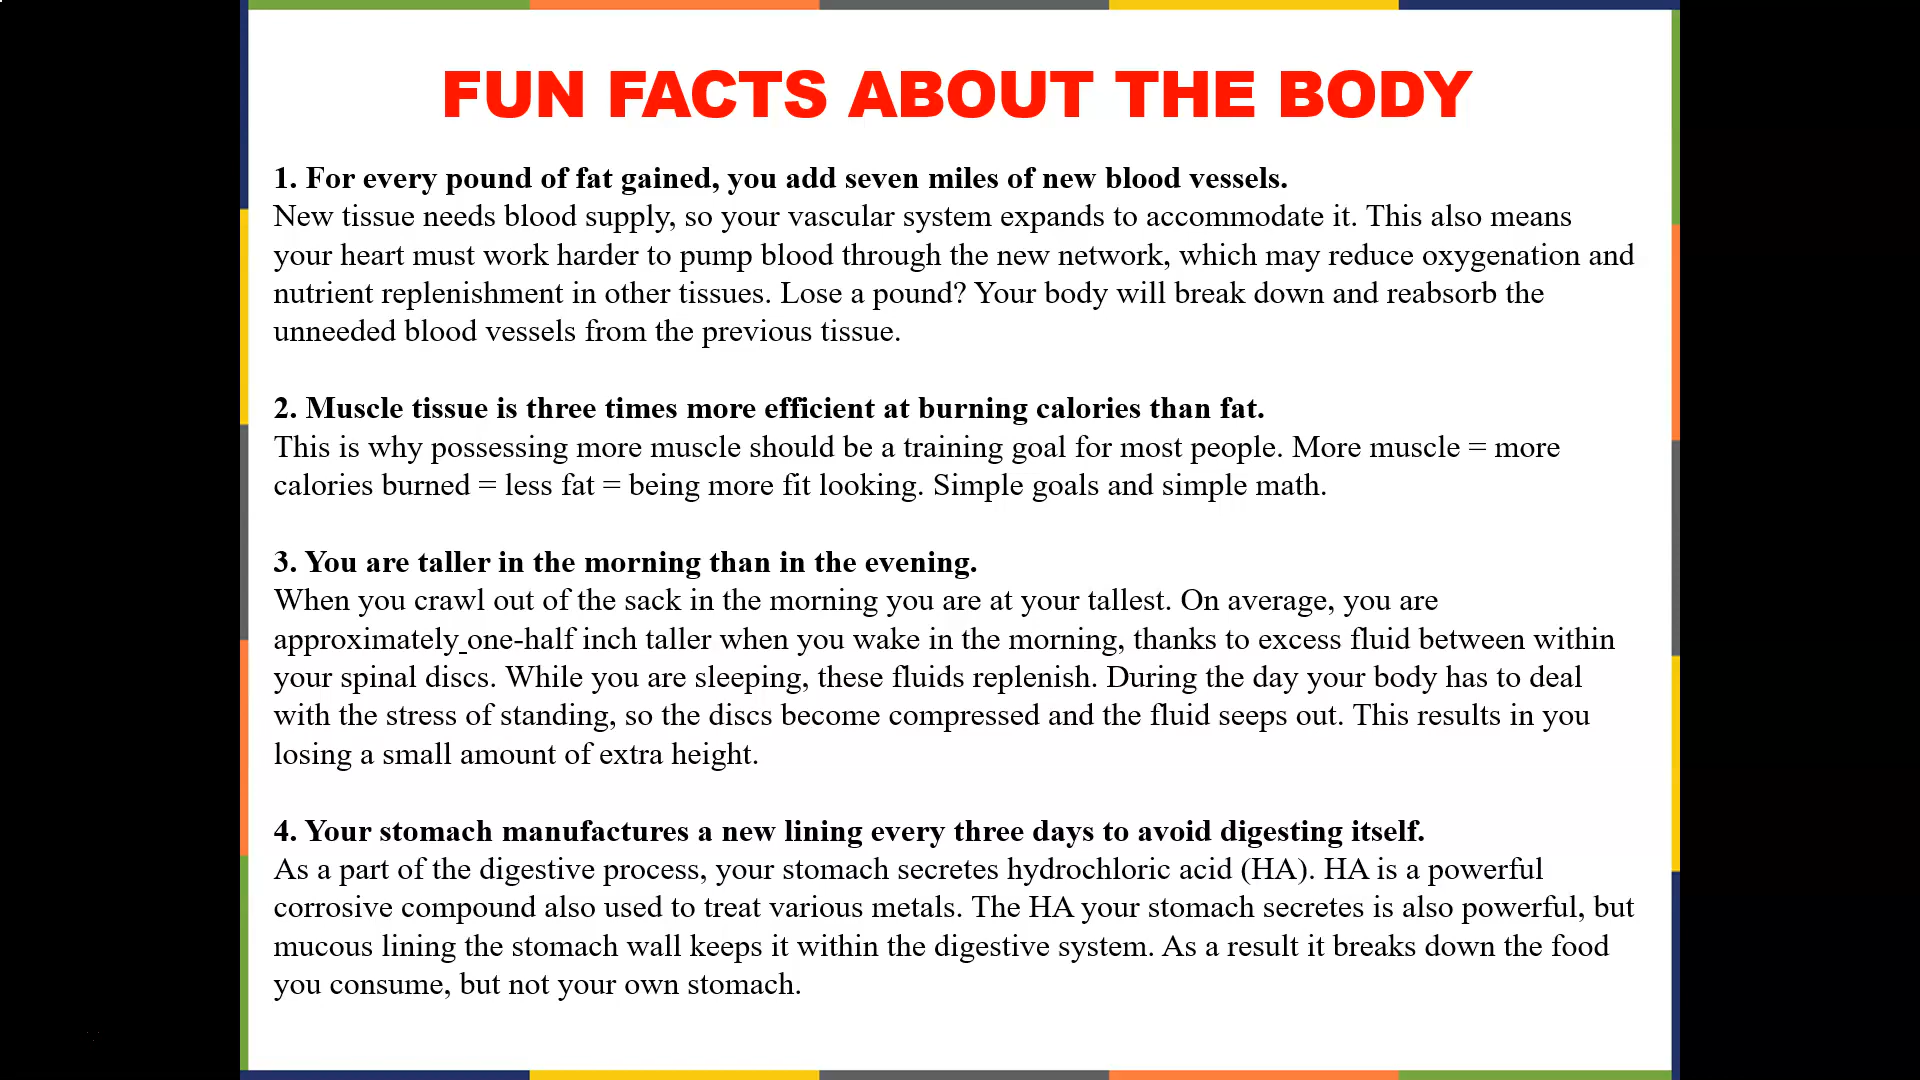 FUN FACTS ABOUT THE BODY
1. For every pound of fat gained, you add seven miles of new blood vessels.
New tissue needs blood supply, so your vascular system expands to accommodate it. This also means
your heart must work harder to pump blood through the new network, which may reduce oxygenation and
nutrient replenishment in other tissues. Lose a pound? Your body will break down and reabsorb the
unneeded blood vessels from the previous tissue.
2. Muscle tissue is three times more efficient at burning calories than fat.
This is why possessing more muscle should be a training goal for most people. More muscle = more
calories burned = less fat = being more fit looking. Simple goals and simple math.
3. You are taller in the morning than in the evening.
When you crawl out of the sack in the morning you are at your tallest. On average, you are
approximately one-half inch taller when you wake in the morning, thanks to excess fluid between within
your spinal discs. While you are sleeping, these fluids replenish. During the day your body has to deal
with the stress of standing, so the discs become compressed and the fluid seeps out. This results in you
losing a small amount of extra height.
4. Your stomach manufactures a new lining every three days to avoid digesting itself.
As a part of the digestive process, your stomach secretes hydrochloric acid (HA). HA is a powerful
corrosive compound also used to treat various metals. The HA your stomach secretes is also powerful, but
mucous lining the stomach wall keeps it within the digestive system. As a result it breaks down the food
you consume, but not your own stomach.